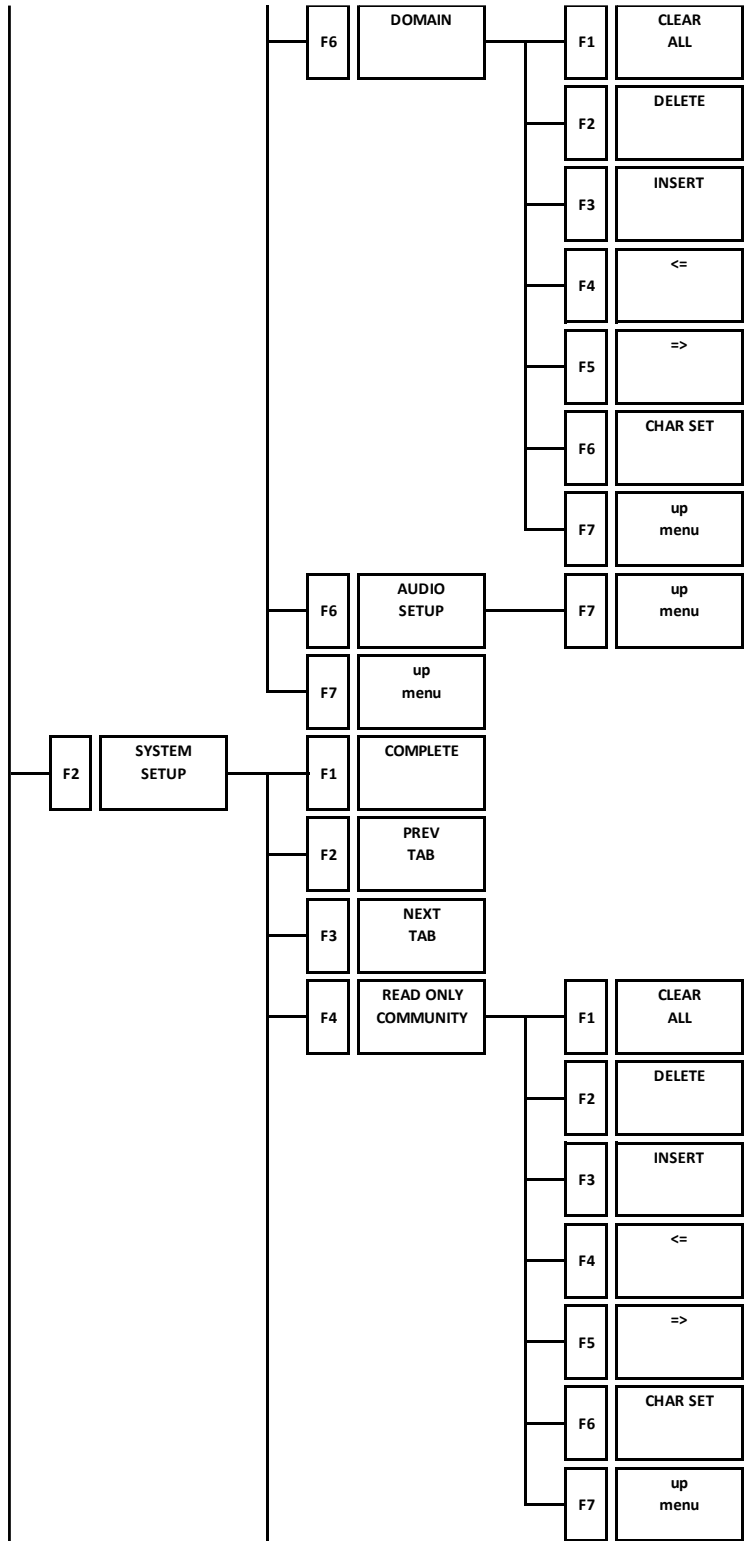 F6
DOMAIN
F1
CLEAR
ALL
F2
DELETE
F3
INSERT
F4
<=
F5
=>
F6
CHAR SET
F7
up
menu
F6
AUDIO
SETUP
F7
up
menu
F7
up
menu
F2
SYSTEM
SETUP
F1
COMPLETE
F2
PREV
TAB
F3
NEXT
TAB
F4
READ ONLY
COMMUNITY
F1
CLEAR
ALL
F2
DELETE
F3
INSERT
F4
<=
F5
=>
F6
CHAR SET
F7
up
menu